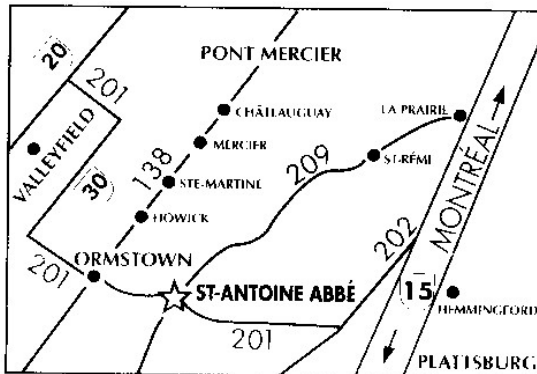 PONT MERCIER
20
201
CHÂTEAUGUAY
LA PRAIRIE
VALLEYFIELD
MERCIER
138
209
ST-RÉMI
MONTRÉAL
30
STE-MARTINE
HOWICK
202
201
ORMSTOWN
ST-ANTOINE ABBÉ
15
HEMMINGFORD
201
PLATTSBURG